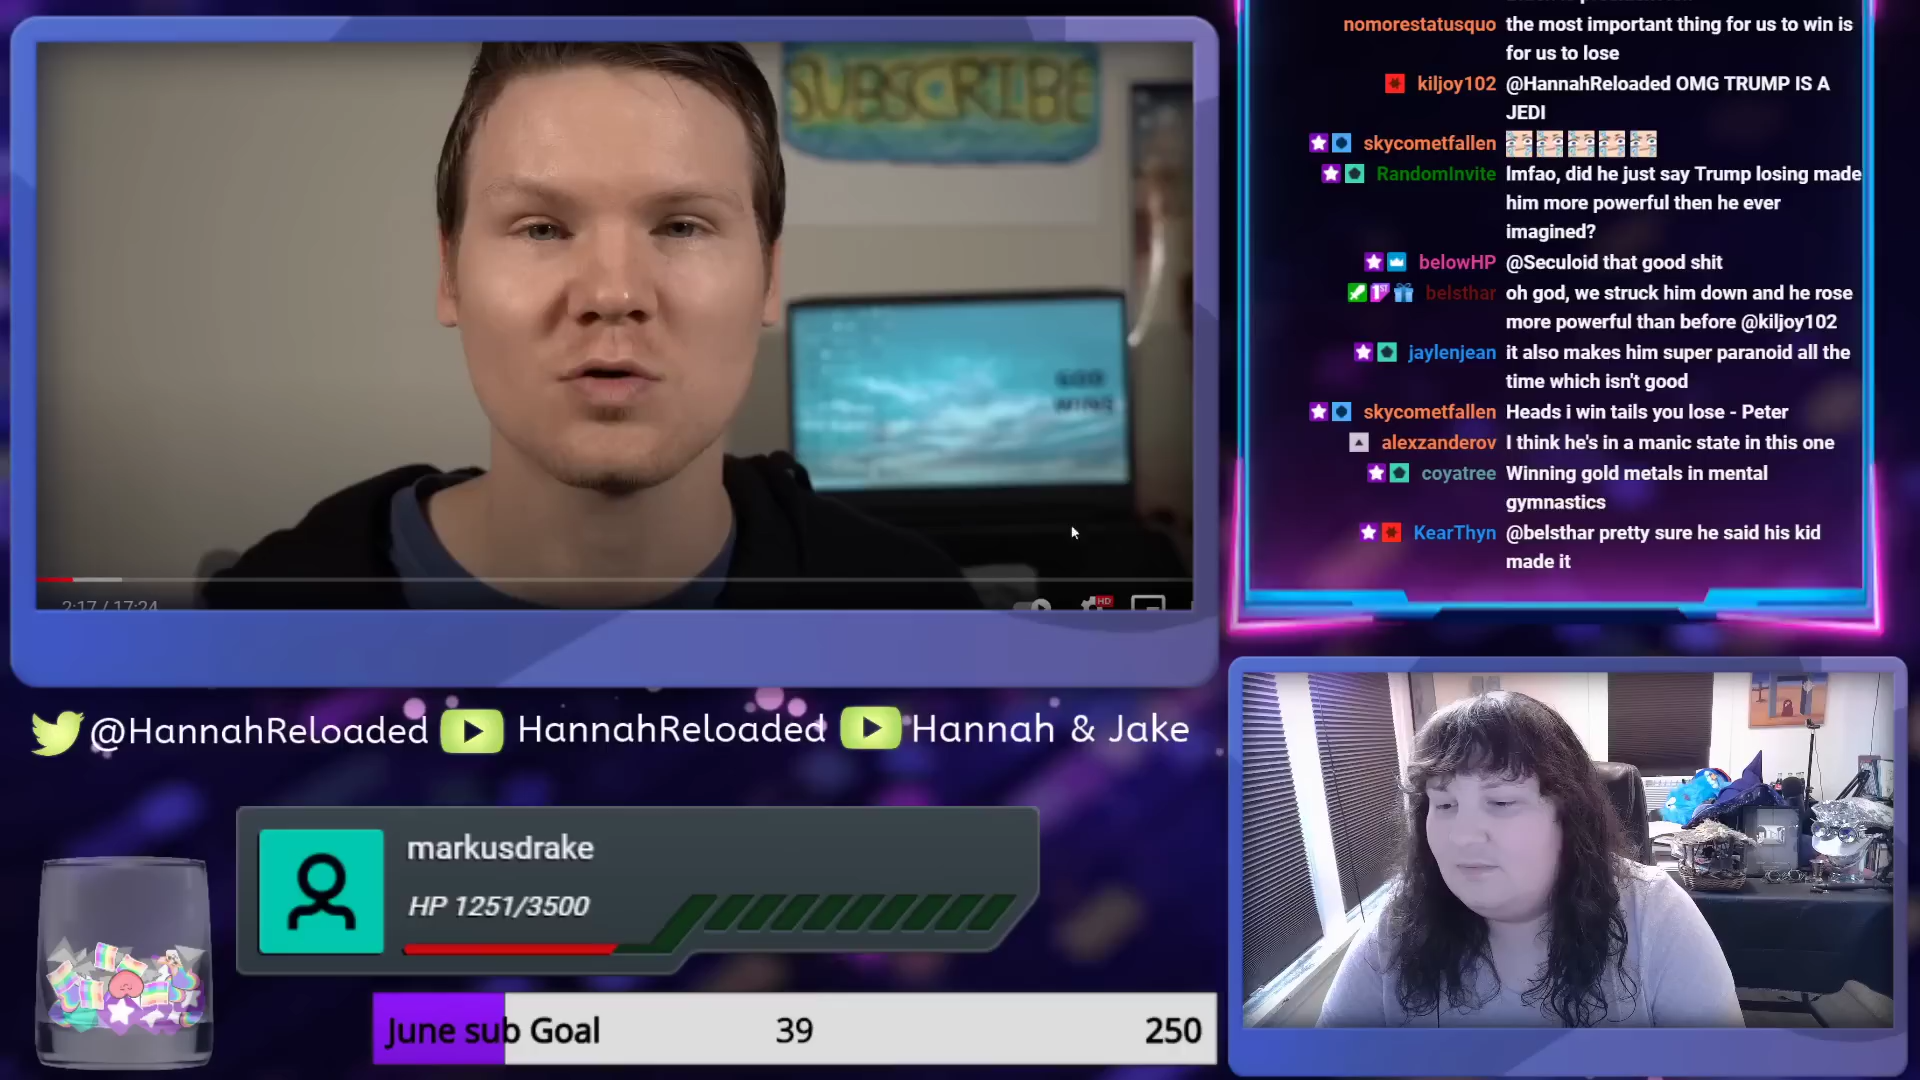 SUBSCRIBE
GOD
WINS
2:17 / 17:24
HD
nomorestatusquo the most important thing for us to win is
for us to lose
kiljoy102 @HannahReloaded OMG TRUMP IS A
JEDI
skycometfallen
RandomInvite lmfao, did he just say Trump losing made
him more powerful then he ever
imagined?
belowHP @Seculoid that good shit
1ST
belsthar oh god, we struck him down and he rose
more powerful than before @kiljoy102
jaylenjean it also makes him super paranoid all the
time which isn't good
skycometfallen Heads i win tails you lose - Peter
alexzanderov I think he's in a manic state in this one
coyatree Winning gold metals in mental
gymnastics
KearThyn @belsthar pretty sure he said his kid
made it
@HannahReloaded HannahReloaded Hannah & Jake
markusdrake
HP 1251/3500
June sub Goal 39 250